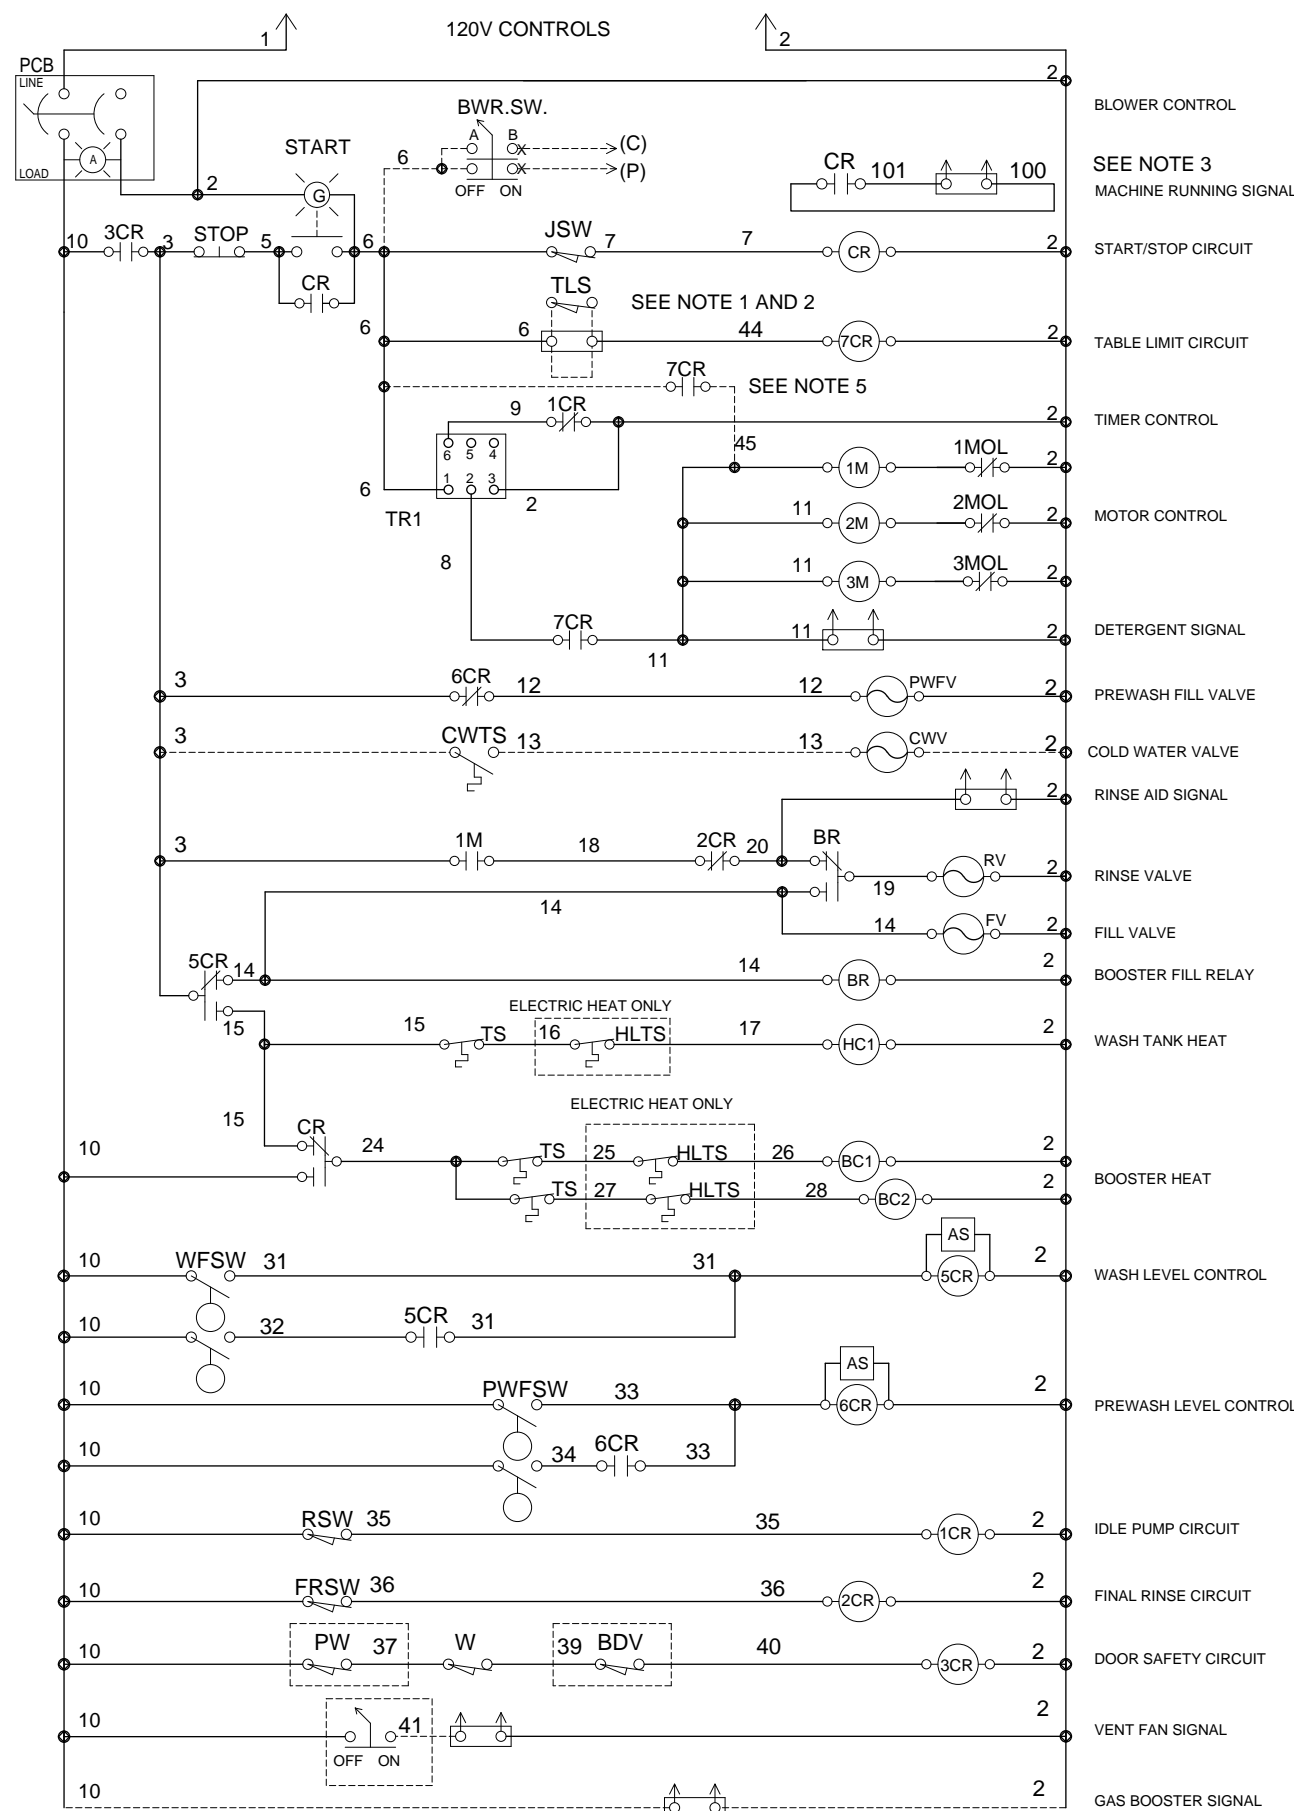 120V CONTROLS
1
2
PCB
LINE
A
LOAD
2
BLOWER CONTROL
BWR.SW.
A B
(C)
(P)
6
OFF ON
START
G
2
CR 101 100
SEE NOTE 3
MACHINE RUNNING SIGNAL
10 3CR 3 STOP 5 6 JSW 7 7 CR 2 START/STOP CIRCUIT
CR
TLS
SEE NOTE 1 AND 2
6 6 44 7CR 2 TABLE LIMIT CIRCUIT
7CR
SEE NOTE 5
9 1CR 2 TIMER CONTROL
6 5 4
1 2 3
6
TR1
2
45
1M 1MOL 2
11 2M 2MOL 2 MOTOR CONTROL
8
11 3M 3MOL 2
7CR 11 11 2 DETERGENT SIGNAL
3 6CR 12 12 PWFV 2 PREWASH FILL VALVE
3 CWTS 13 13 CWV 2 COLD WATER VALVE
2 RINSE AID SIGNAL
3 1M 18 2CR 20 BR
19 RV 2 RINSE VALVE
14
14 FV 2 FILL VALVE
5CR 14 14 BR 2 BOOSTER FILL RELAY
ELECTRIC HEAT ONLY
15 15 TS 16 HLTS 17 HC1 2 WASH TANK HEAT
ELECTRIC HEAT ONLY
15
10 CR 24 TS 25 HLTS 26 BC1 2
BOOSTER HEAT
TS 27 HLTS 28 BC2 2
AS
10 WFSW 31 31 5CR 2 WASH LEVEL CONTROL
10 32 5CR 31
AS
10 PWFSW 33 6CR 2 PREWASH LEVEL CONTROL
10 34 6CR 33
10 RSW 35 35 1CR 2 IDLE PUMP CIRCUIT
10 FRSW 36 36 2CR 2 FINAL RINSE CIRCUIT
10 PW 37 W 39 BDV 40 3CR 2 DOOR SAFETY CIRCUIT
10 41 2 VENT FAN SIGNAL
OFF ON
10 2 GAS BOOSTER SIGNAL